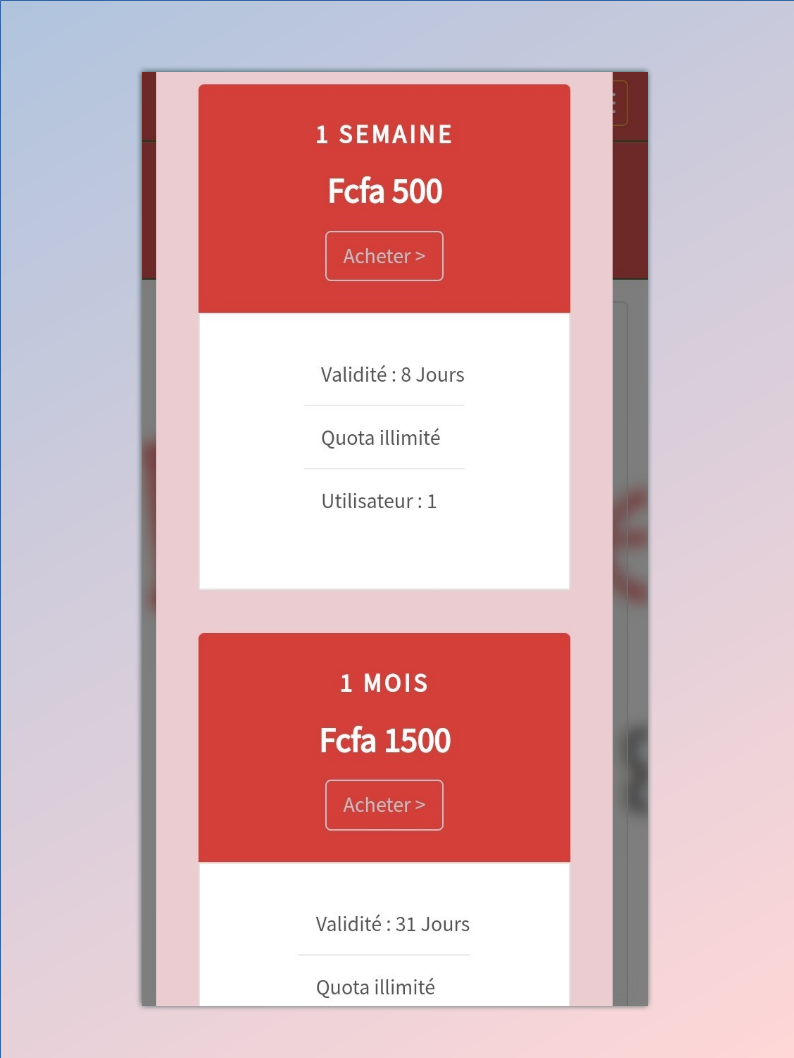 1 SEMAINE
Fcfa 500
Acheter >
Validité : 8 Jours
Quota illimité
Utilisateur : 1
1 MOIS
Fcfa 1500
Acheter >
Validité : 31 Jours
Quota illimité